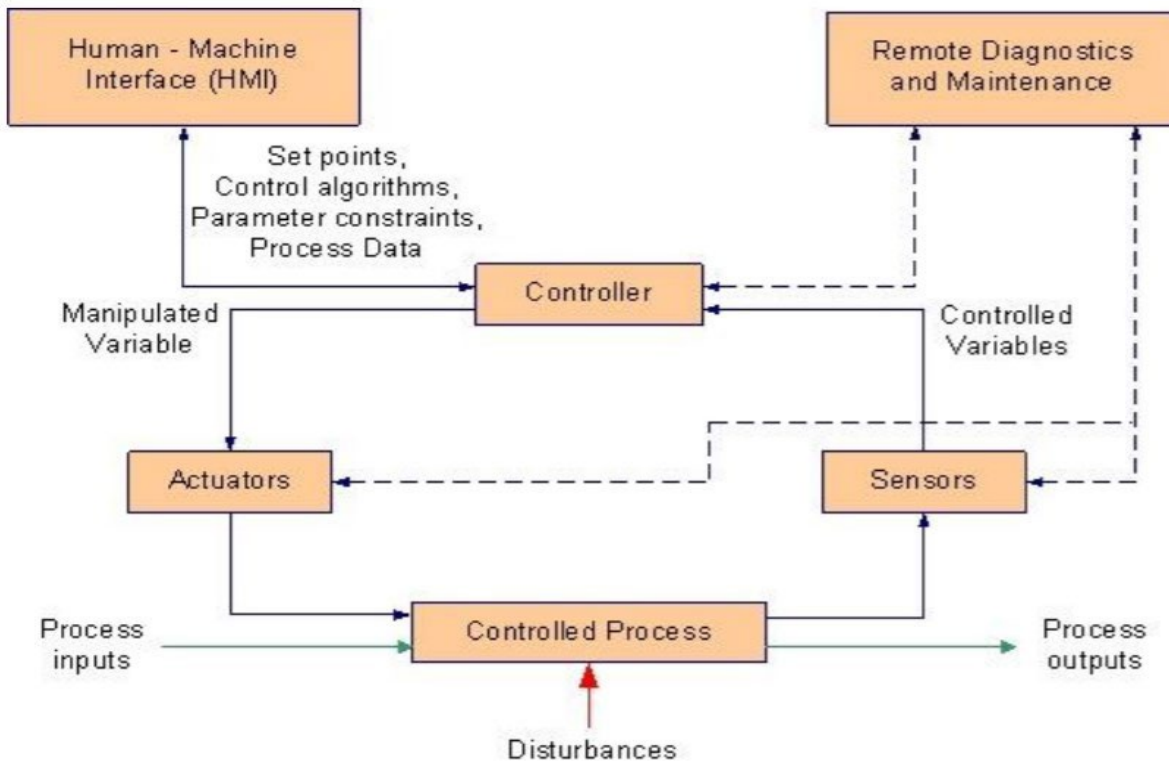 Human - Machine
Interface (HMI)
Remote Diagnostics
and Maintenance
Set points,
Control algorithms,
Parameter constraints,
Process Data
Controller
Manipulated
Variable
Controlled
Variables
Actuators
Sensors
Process
inputs
Controlled Process
Process
outputs
Disturbances